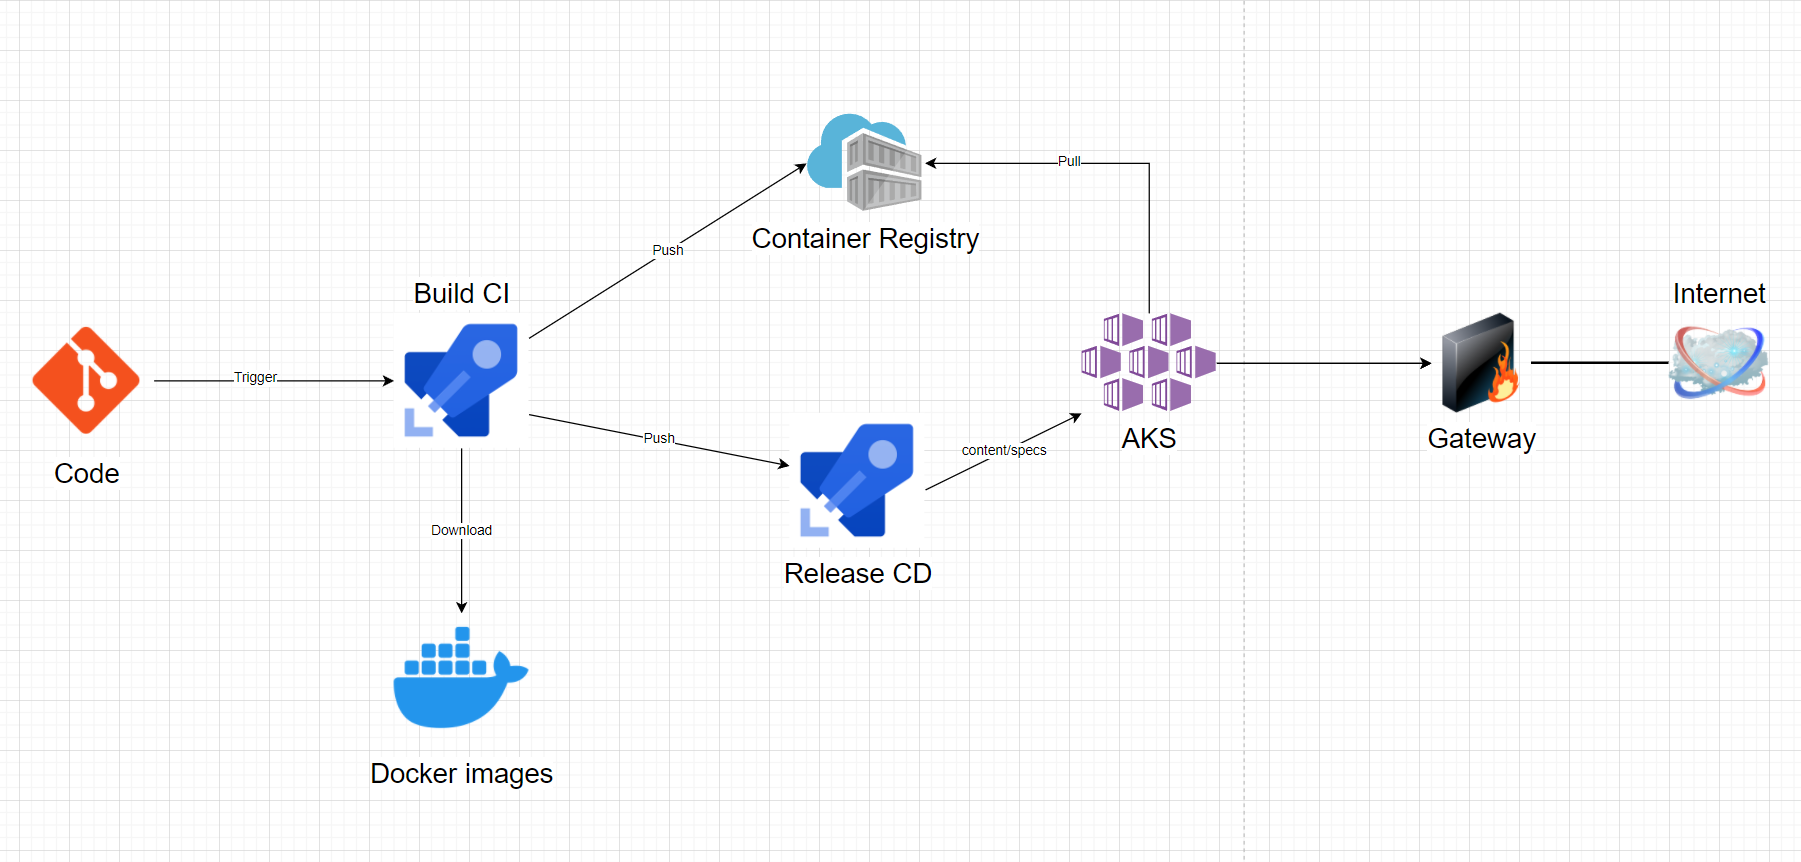 Container Registry
Pull
Push
Build CI
Internet
Trigger
Code
Push
content/specs
AKS
Gateway
Download
Release CD
Docker images